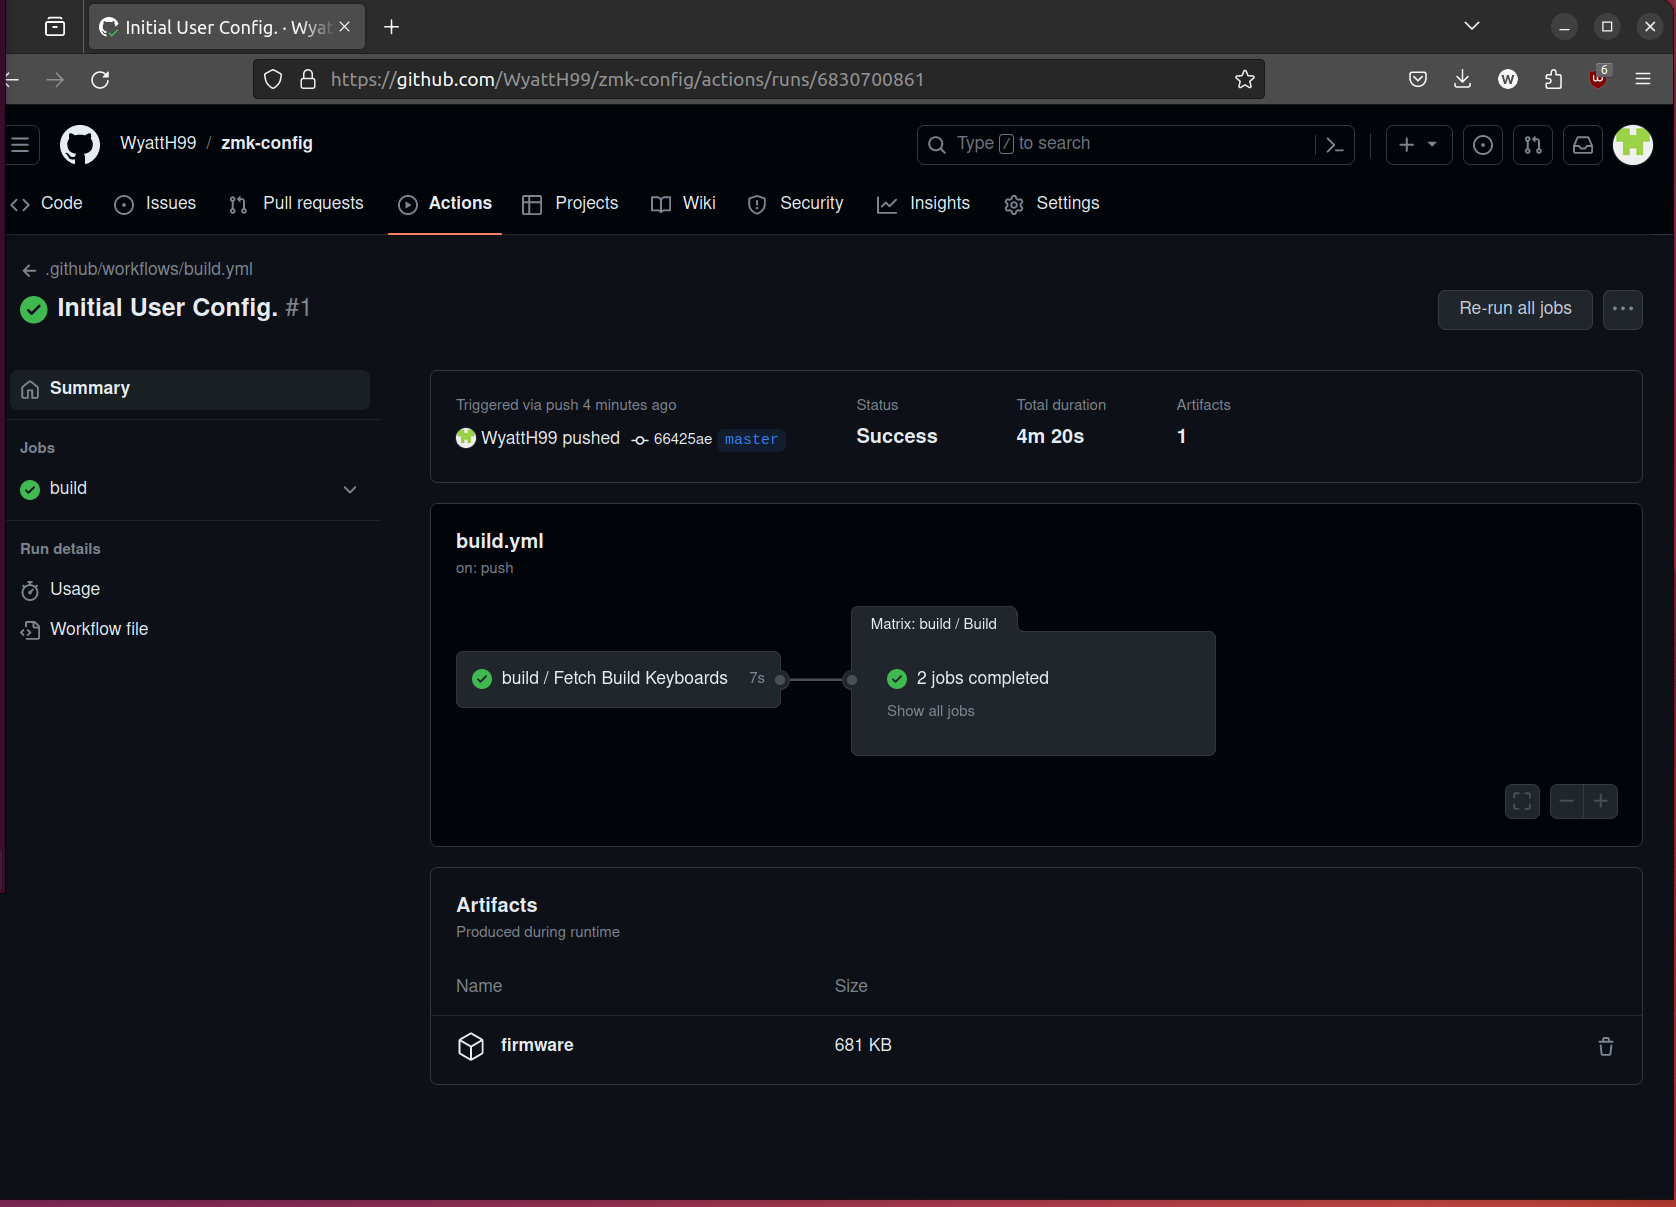 Initial User Config. · Wyat
https://github.com/WyattH99/zmk-config/actions/runs/6830700861
W
6
WyattH99 / zmk-config
Type / to search
Code
Issues
Pull requests
Actions
Projects
Wiki
Security
Insights
Settings
.github/workflows/build.yml
Initial User Config. #1
Re-run all jobs
Summary
Jobs
build
Run details
Usage
Workflow file
Triggered via push 4 minutes ago
WyattH99 pushed 66425ae master
Status
Success
Total duration
4m 20s
Artifacts
1
build.yml
on: push
build / Fetch Build Keyboards 7s
Matrix: build / Build
2 jobs completed
Show all jobs
Artifacts
Produced during runtime
Name Size
firmware 681 KB